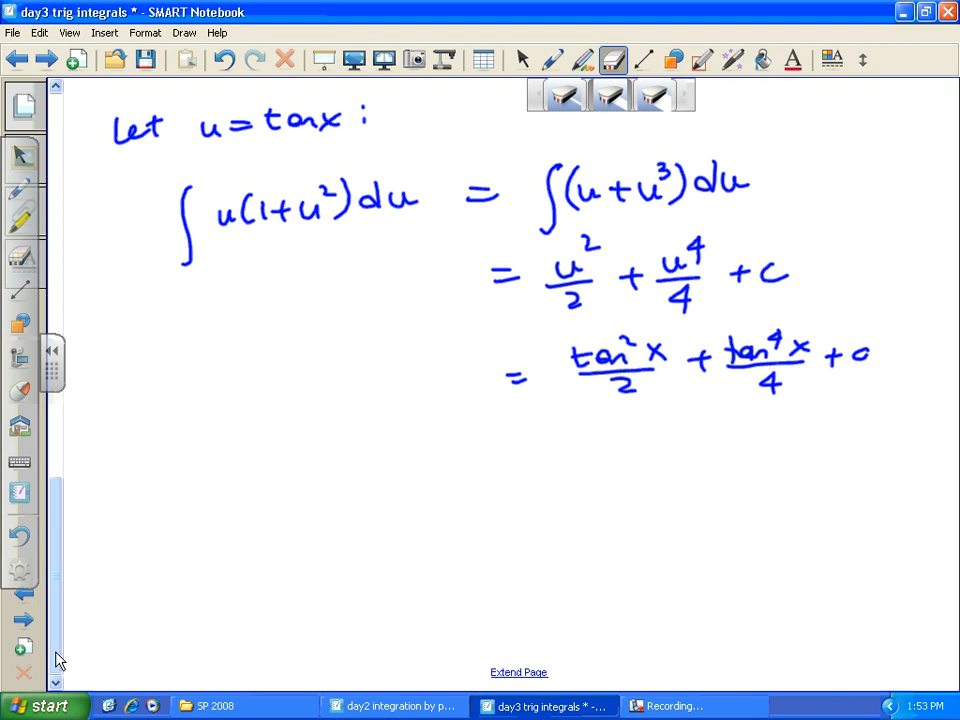 day3 trig integrals * - SMART Notebook
File Edit View Insert Format Draw Help
Let u = tan x :
∫ u(1+u²)du = ∫(u+u³)du
= u²/2 + u⁴/4 + c
= tan²x/2 + tan⁴x/4 + c
Extend Page
start SP 2008 day2 integration by p... day3 trig integrals * -... Recording... 1:53 PM